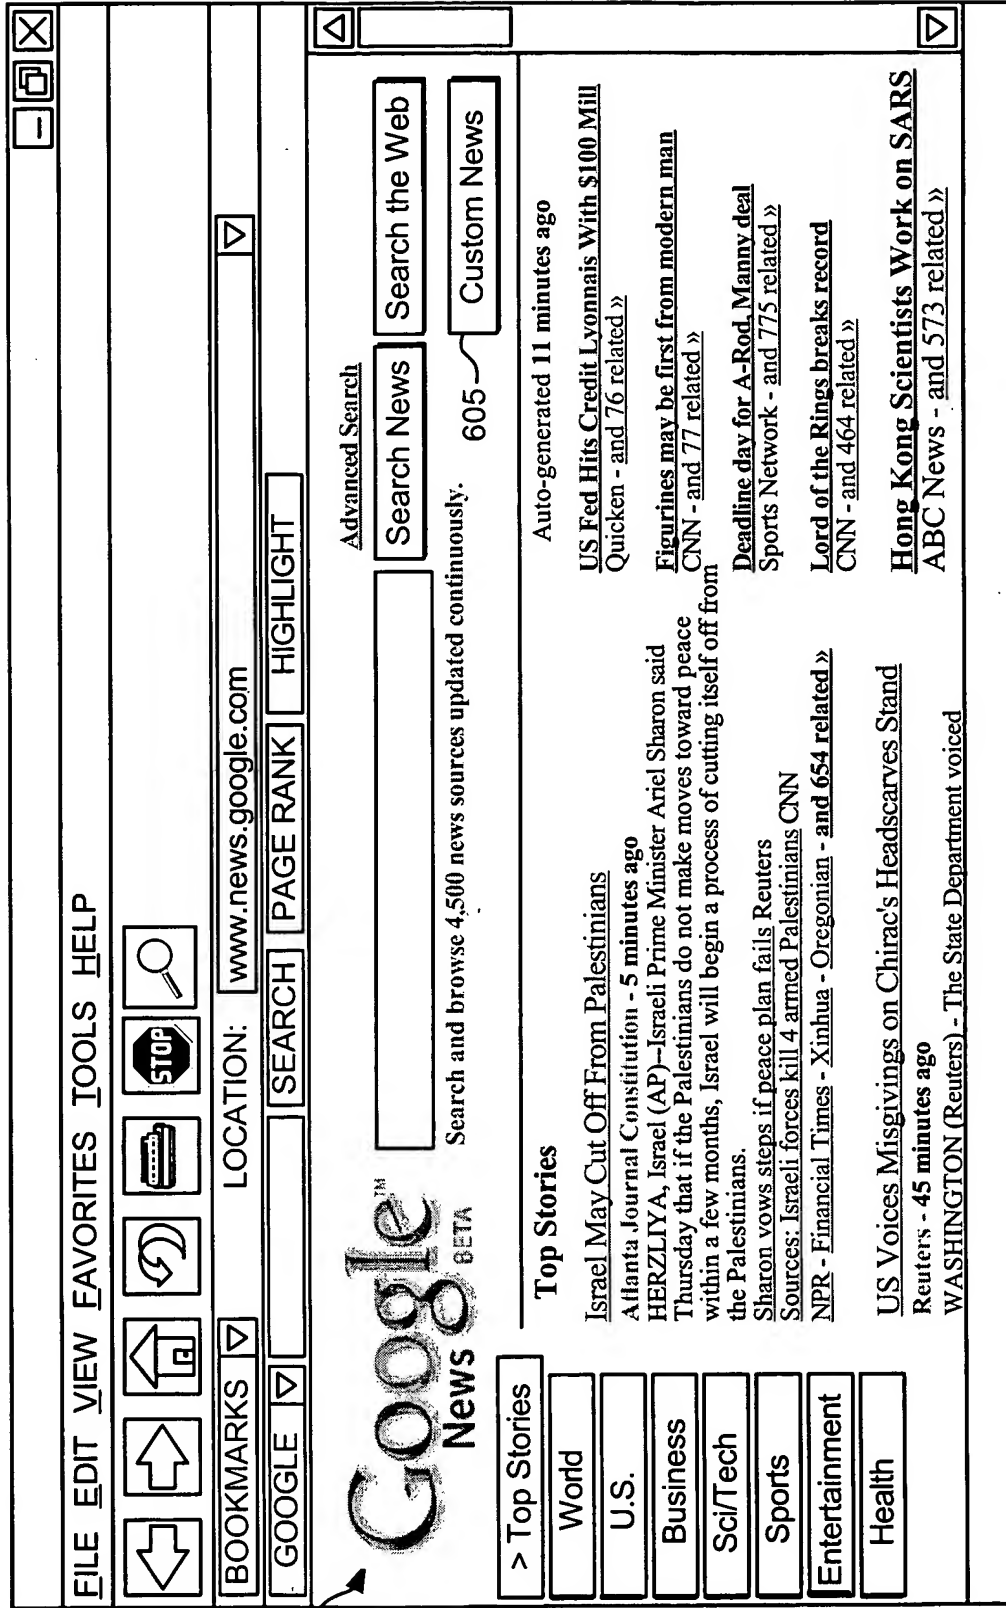 FILE EDIT VIEW FAVORITES TOOLS HELP
STOP
BOOKMARKS
LOCATION: www.news.google.com
GOOGLE SEARCH PAGE RANK HIGHLIGHT
Google™
News BETA
Advanced Search
Search News Search the Web
Search and browse 4,500 news sources updated continuously.
605 Custom News
> Top Stories
World
U.S.
Business
Sci/Tech
Sports
Entertainment
Health
Top Stories
Auto-generated 11 minutes ago
Israel May Cut Off From Palestinians
Atlanta Journal Constitution - 5 minutes ago
HERZLIYA, Israel (AP)--Israeli Prime Minister Ariel Sharon said
Thursday that if the Palestinians do not make moves toward peace
within a few months, Israel will begin a process of cutting itself off from
the Palestinians.
Sharon vows steps if peace plan fails Reuters
Sources: Israeli forces kill 4 armed Palestinians CNN
NPR - Financial Times - Xinhua - Oregonian - and 654 related »
US Voices Misgivings on Chirac's Headscarves Stand
Reuters - 45 minutes ago
WASHINGTON (Reuters) - The State Department voiced
US Fed Hits Credit Lyonnais With $100 Mill
Quicken - and 76 related »
Figurines may be first from modern man
CNN - and 77 related »
Deadline day for A-Rod, Manny deal
Sports Network - and 775 related »
Lord of the Rings breaks record
CNN - and 464 related »
Hong Kong Scientists Work on SARS
ABC News - and 573 related »